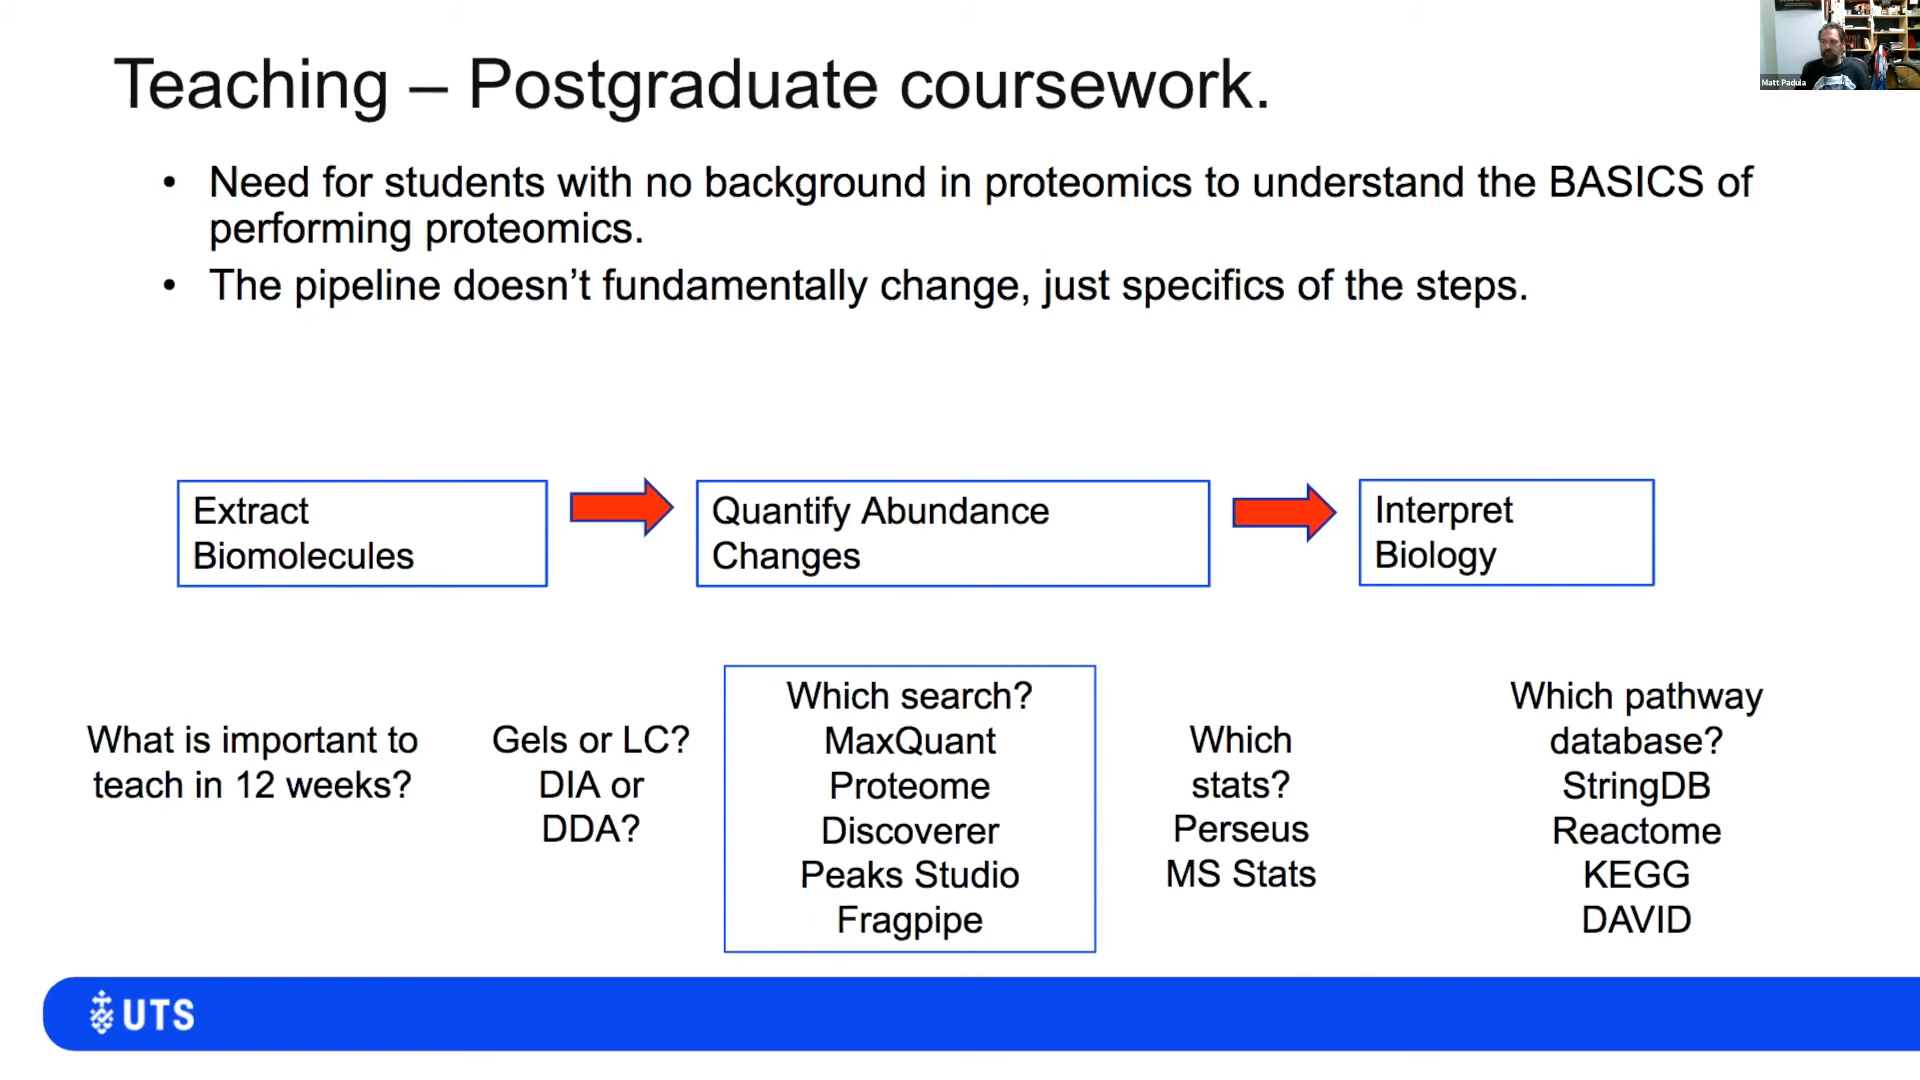 Teaching – Postgraduate coursework.
Matt Padula
• Need for students with no background in proteomics to understand the BASICS of
performing proteomics.
• The pipeline doesn’t fundamentally change, just specifics of the steps.
Extract
Biomolecules
Quantify Abundance
Changes
Interpret
Biology
What is important to
teach in 12 weeks?
Gels or LC?
DIA or
DDA?
Which search?
MaxQuant
Proteome
Discoverer
Peaks Studio
Fragpipe
Which
stats?
Perseus
MS Stats
Which pathway
database?
StringDB
Reactome
KEGG
DAVID
UTS